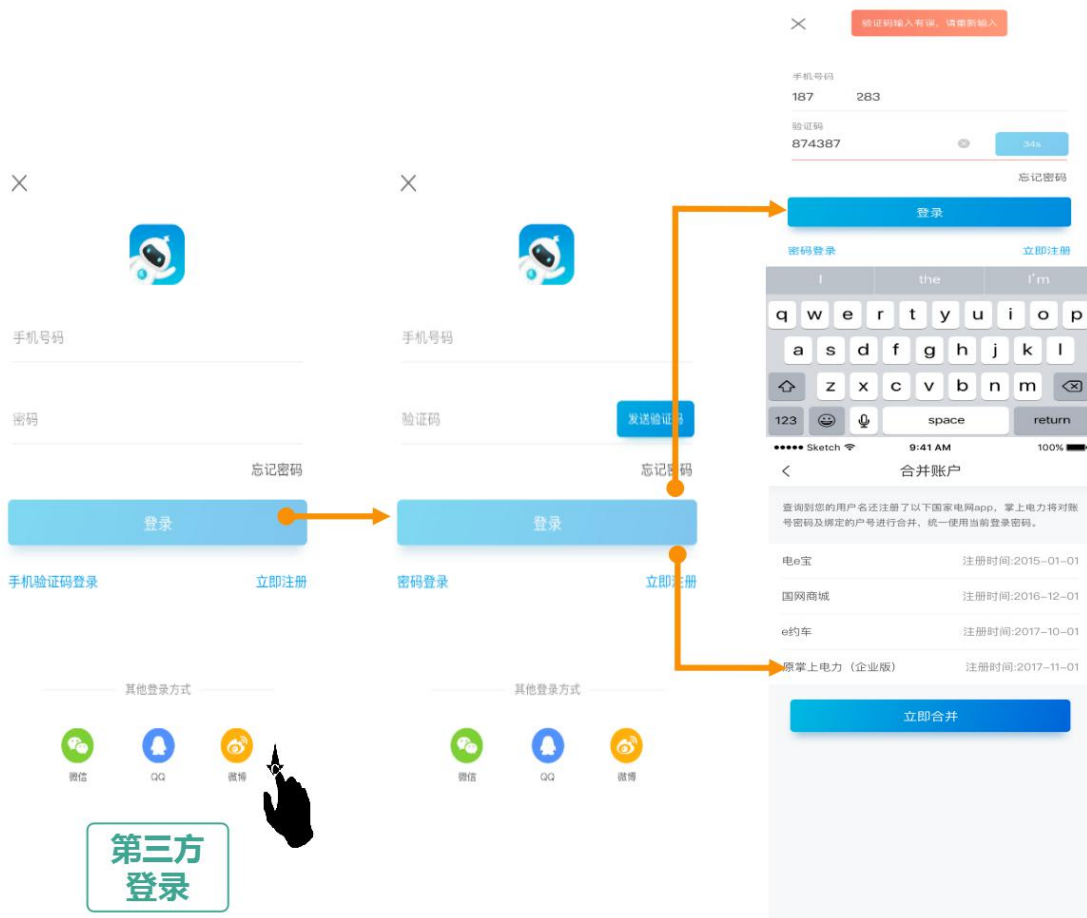 手机号码
密码
忘记密码
登录
手机验证码登录
立即注册
其他登录方式
微信
QQ
微博
第三方
登录
手机号码
验证码
发送验证码
忘记密码
登录
密码登录
立即注册
其他登录方式
微信
QQ
微博
验证码输入有误，请重新输入
手机号码
187 283
验证码
874387
34s
忘记密码
登录
密码登录
立即注册
I the I'm
q w e r t y u i o p
a s d f g h j k l
z x c v b n m
123 space return
Sketch 9:41 AM 100%
合并账户
查询到您的用户名还注册了以下国家电网app，掌上电力将对账
号密码及绑定的户号进行合并，统一使用当前登录密码。
电e宝 注册时间:2015-01-01
国网商城 注册时间:2016-12-01
e约车 注册时间:2017-10-01
原掌上电力（企业版） 注册时间:2017-11-01
立即合并